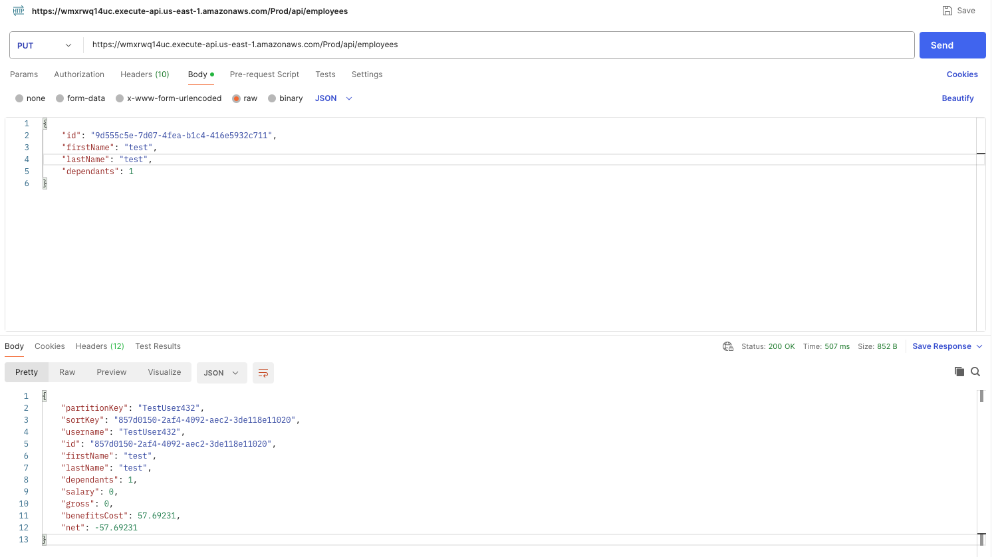 HTTP https://wmxrwq14uc.execute-api.us-east-1.amazonaws.com/Prod/api/employees Save
PUT https://wmxrwq14uc.execute-api.us-east-1.amazonaws.com/Prod/api/employees Send
Params Authorization Headers (10) Body Pre-request Script Tests Settings Cookies
none form-data x-www-form-urlencoded raw binary JSON Beautify
1 {
2 "id": "9d555c5e-7d07-4fea-b1c4-416e5932c711",
3 "firstName": "test",
4 "lastName": "test",
5 "dependants": 1
6 }
Body Cookies Headers (12) Test Results Status: 200 OK Time: 507 ms Size: 852 B Save Response
Pretty Raw Preview Visualize JSON
1 {
2 "partitionKey": "TestUser432",
3 "sortKey": "857d0150-2af4-4092-aec2-3de118e11020",
4 "username": "TestUser432",
5 "id": "857d0150-2af4-4092-aec2-3de118e11020",
6 "firstName": "test",
7 "lastName": "test",
8 "dependants": 1,
9 "salary": 0,
10 "gross": 0,
11 "benefitsCost": 57.69231,
12 "net": -57.69231
13 }